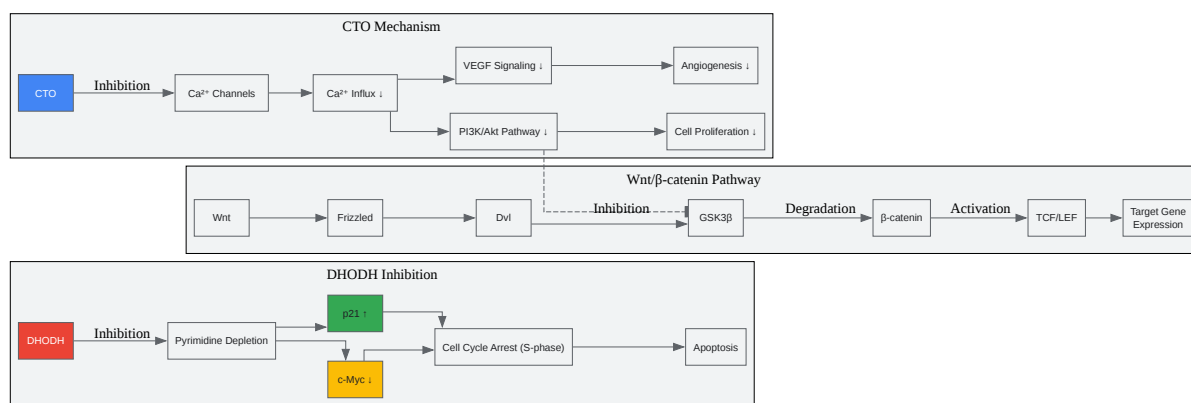 CTO Mechanism
CTO
Inhibition
Ca²⁺ Channels
Ca²⁺ Influx ↓
VEGF Signaling ↓
Angiogenesis ↓
PI3K/Akt Pathway ↓
Cell Proliferation ↓
Wnt/β-catenin Pathway
Wnt
Frizzled
Dvl
Inhibition
GSK3β
Degradation
β-catenin
Activation
TCF/LEF
Target Gene
Expression
DHODH Inhibition
DHODH
Inhibition
Pyrimidine Depletion
p21 ↑
c-Myc ↓
Cell Cycle Arrest (S-phase)
Apoptosis